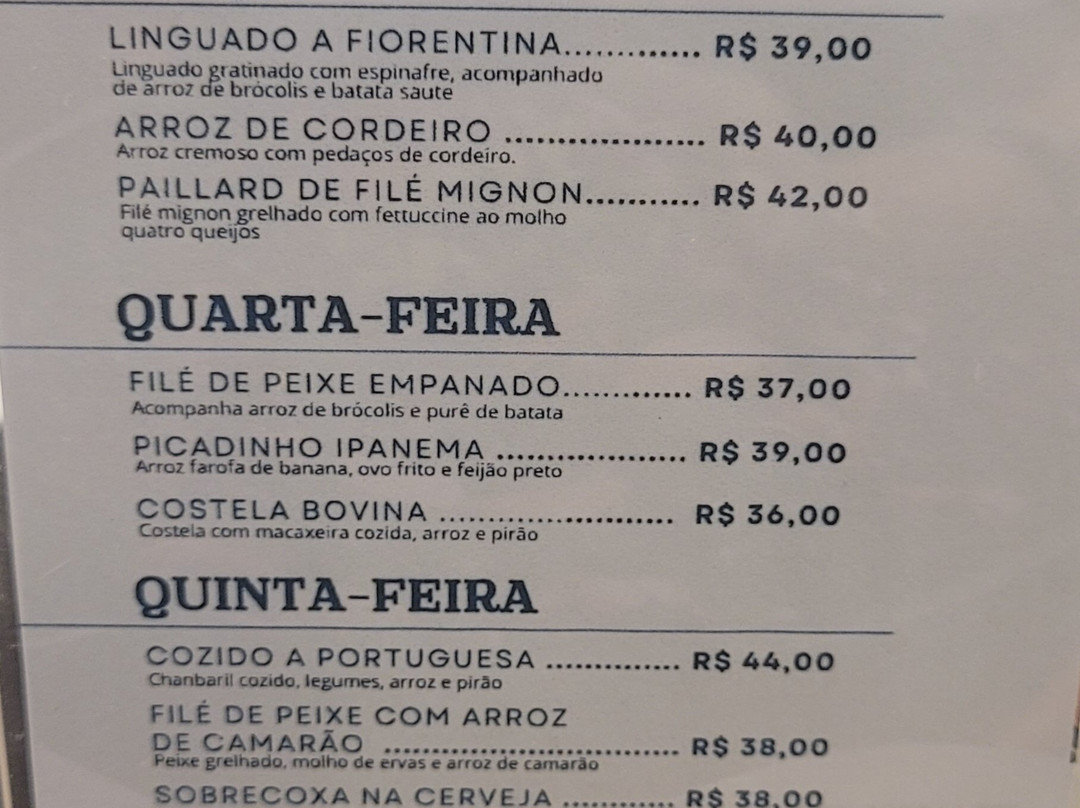 LINGUADO A FIORENTINA............. R$ 39,00
Linguado gratinado com espinafre, acompanhado
de arroz de brócolis e batata saute
ARROZ DE CORDEIRO ................... R$ 40,00
Arroz cremoso com pedaços de cordeiro.
PAILLARD DE FILÉ MIGNON........... R$ 42,00
Filé mignon grelhado com fettuccine ao molho
quatro queijos
QUARTA-FEIRA
FILÉ DE PEIXE EMPANADO............. R$ 37,00
Acompanha arroz de brócolis e purê de batata
PICADINHO IPANEMA ................... R$ 39,00
Arroz farofa de banana, ovo frito e feijão preto
COSTELA BOVINA ........................ R$ 36,00
Costela com macaxeira cozida, arroz e pirão
QUINTA-FEIRA
COZIDO A PORTUGUESA .............. R$ 44,00
Chanbaril cozido, legumes, arroz e pirão
FILÉ DE PEIXE COM ARROZ
DE CAMARÃO .............................. R$ 38,00
Peixe grelhado, molho de ervas e arroz de camarão
SOBRECOXA NA CERVEJA ............ R$ 38,00